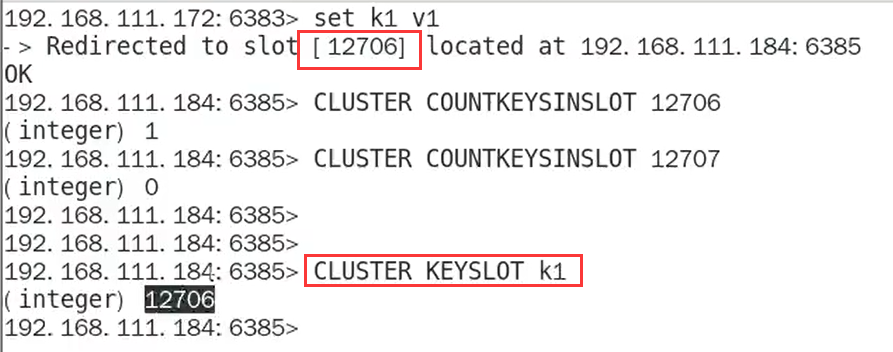 192.168.111.172:6383> set k1 v1
-> Redirected to slot [12706] located at 192.168.111.184:6385
OK
192.168.111.184:6385> CLUSTER COUNTKEYSINSLOT 12706
(integer) 1
192.168.111.184:6385> CLUSTER COUNTKEYSINSLOT 12707
(integer) 0
192.168.111.184:6385>
192.168.111.184:6385>
192.168.111.184:6385> CLUSTER KEYSLOT k1
(integer) 12706
192.168.111.184:6385>